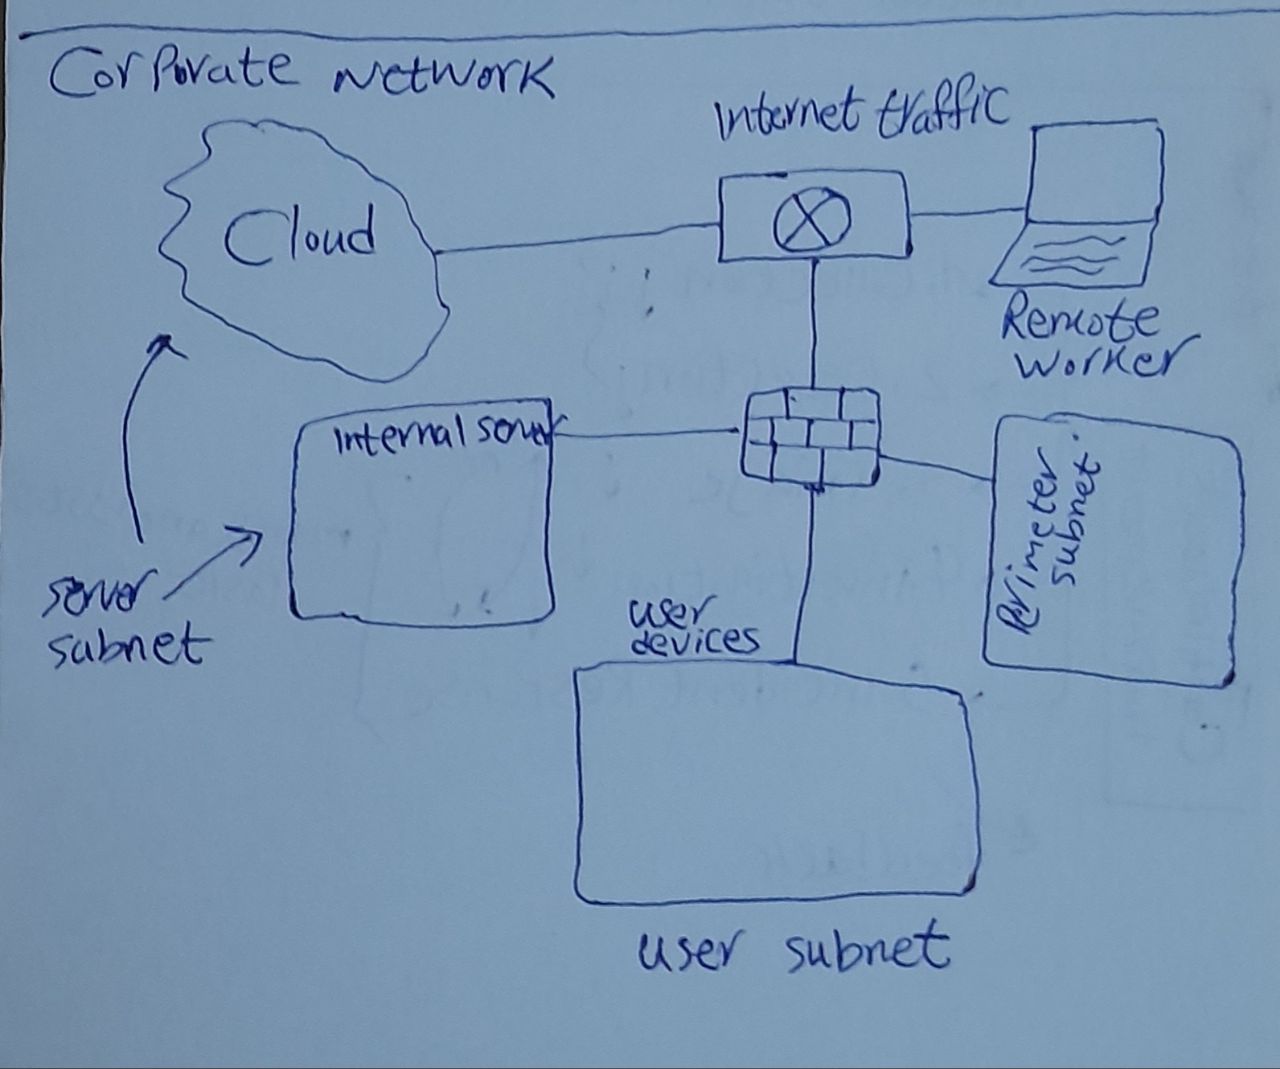 Corporate Network
Internet traffic
Cloud
Remote
Worker
Internal server
Perimeter
subnet
server
subnet
user
devices
user subnet